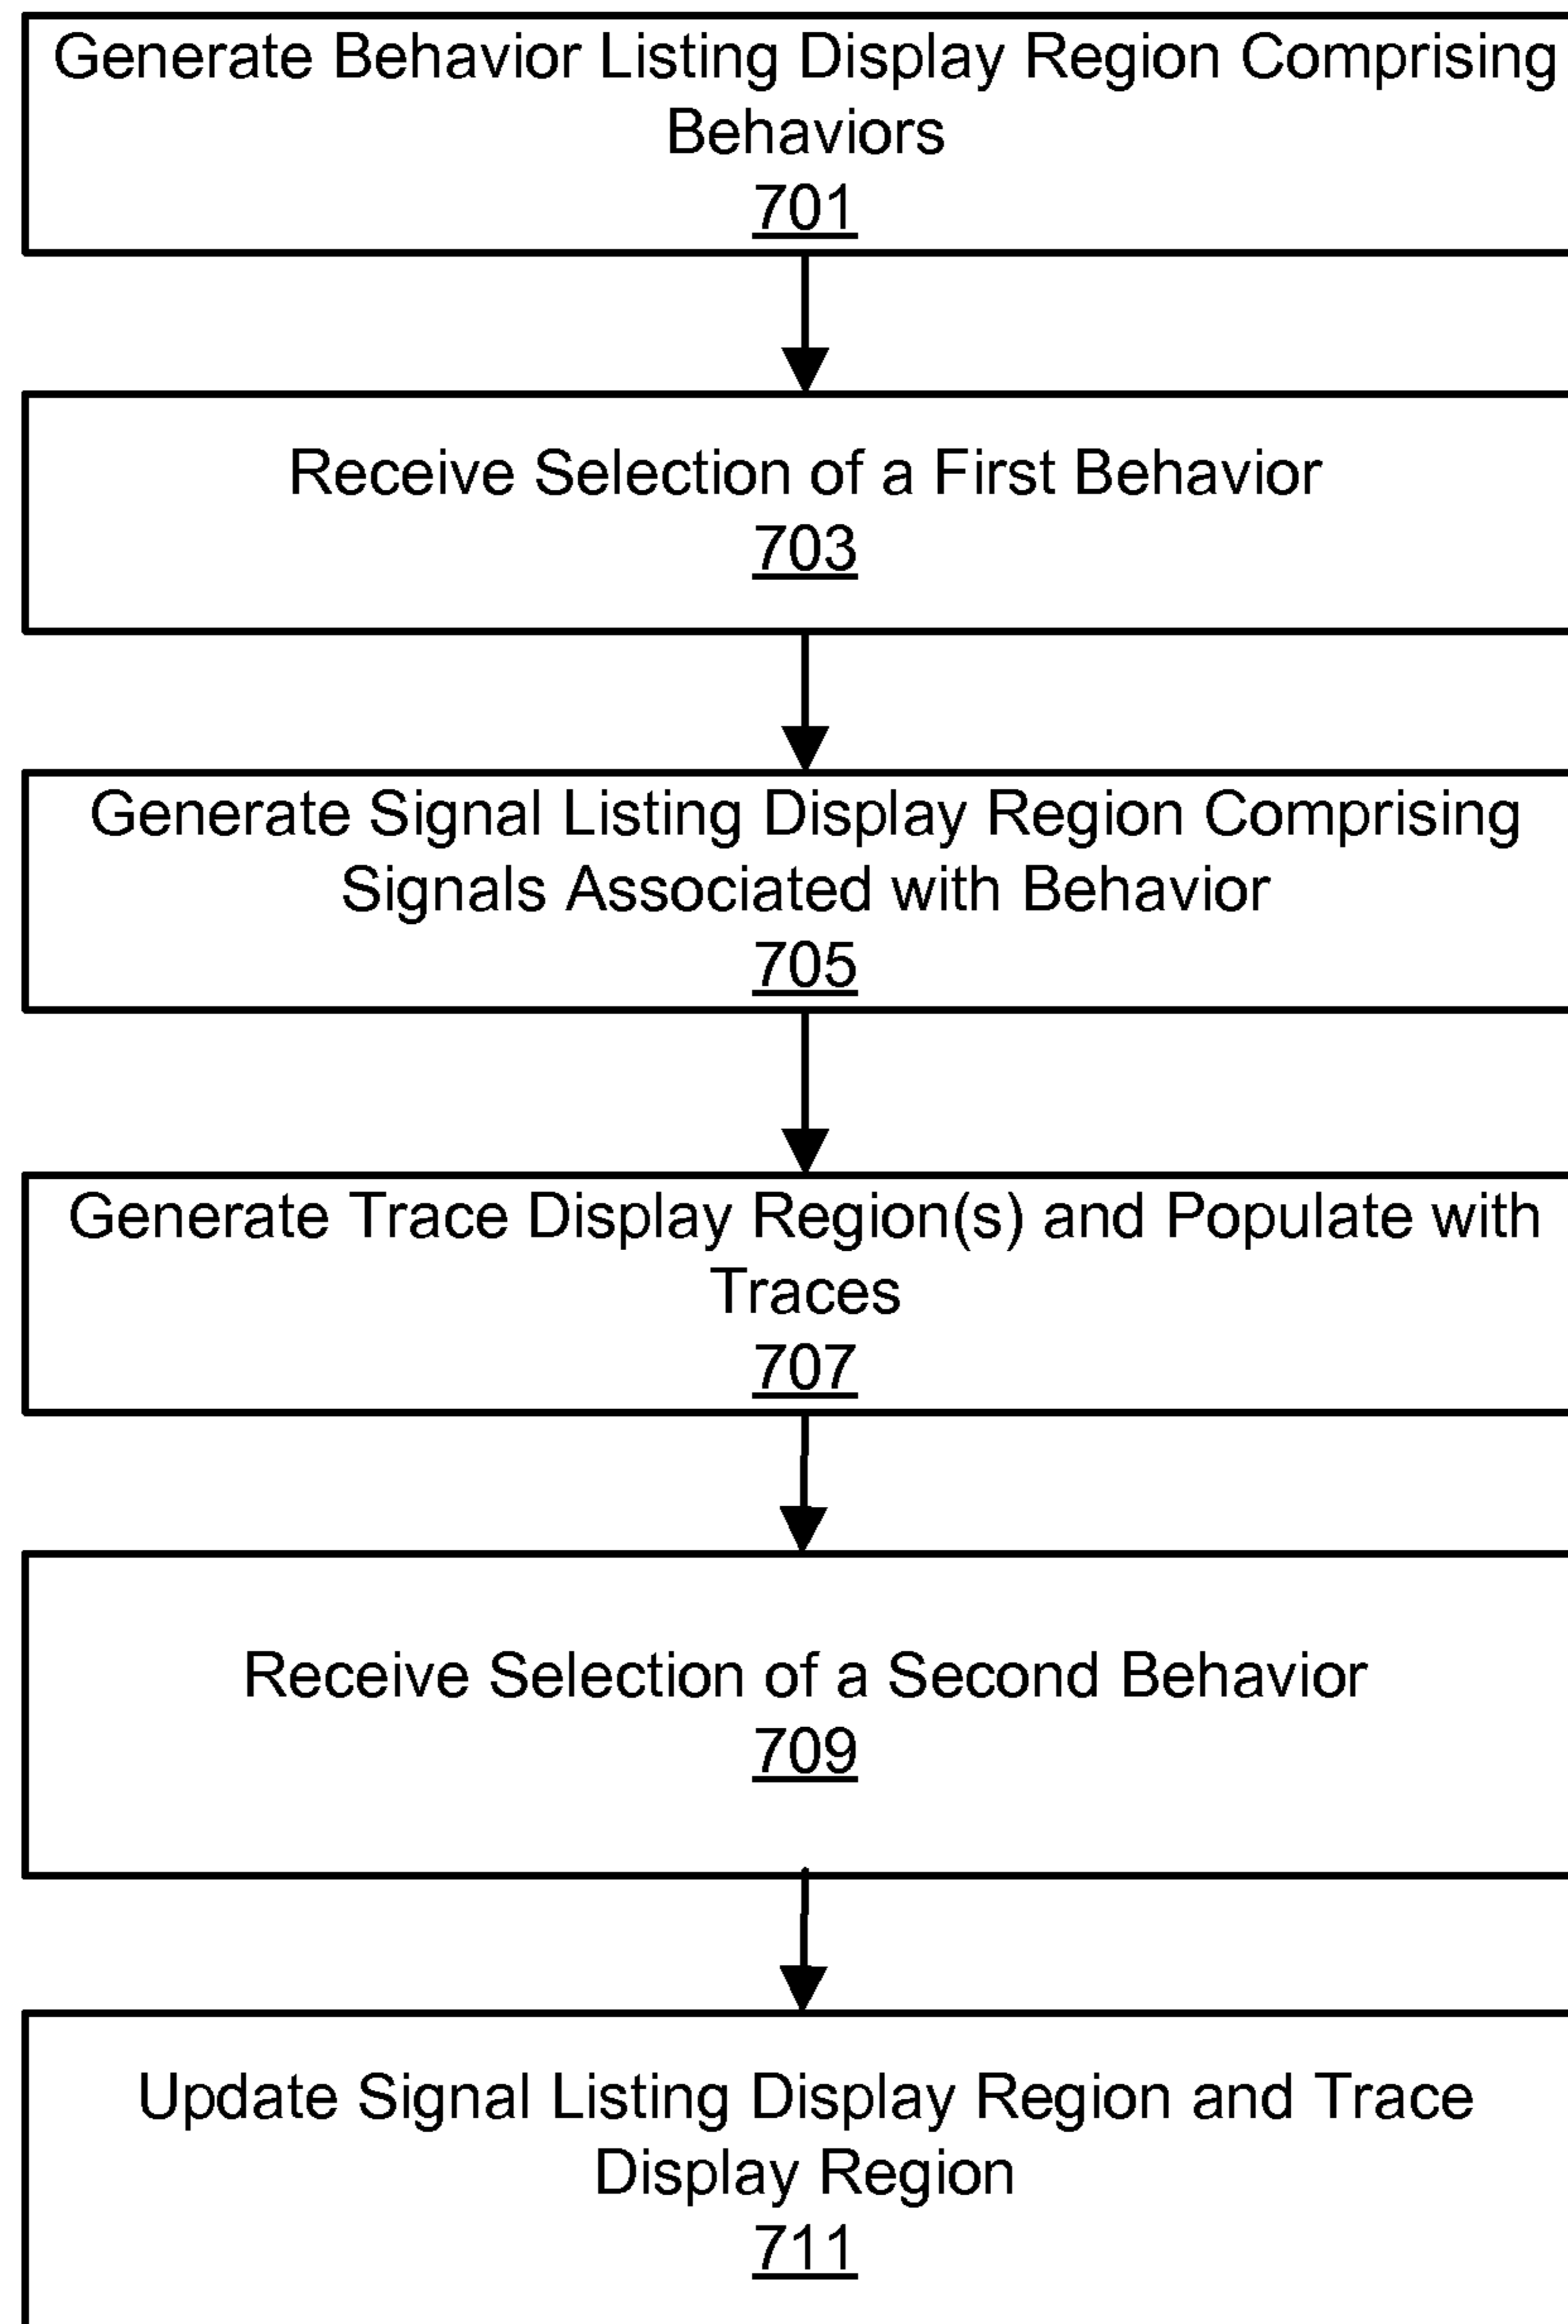 Generate Behavior Listing Display Region Comprising
Behaviors
701
Receive Selection of a First Behavior
703
Generate Signal Listing Display Region Comprising
Signals Associated with Behavior
705
Generate Trace Display Region(s) and Populate with
Traces
707
Receive Selection of a Second Behavior
709
Update Signal Listing Display Region and Trace
Display Region
711